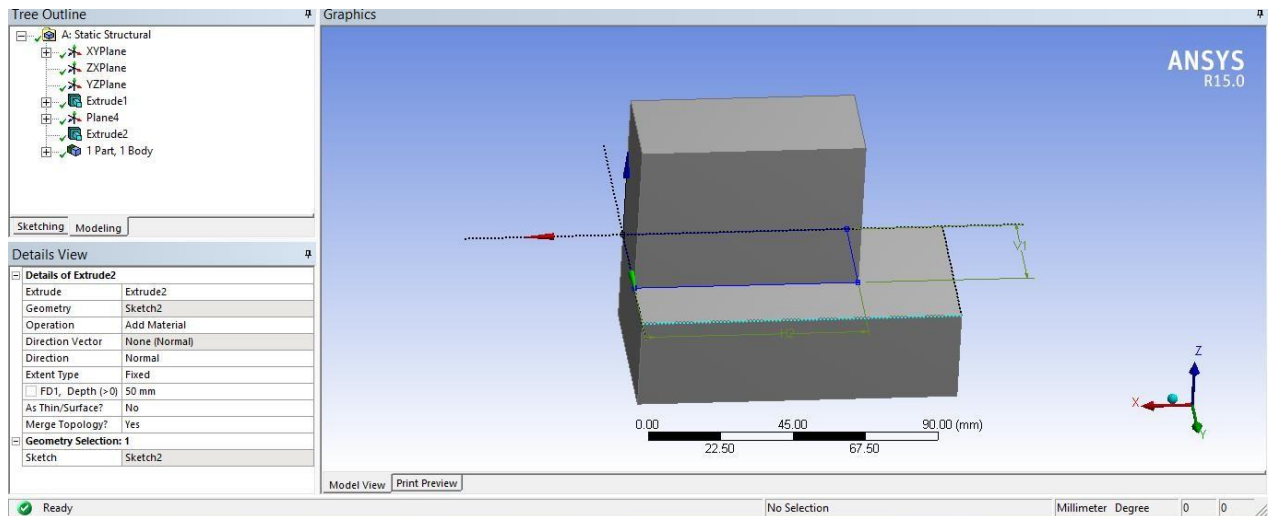 Tree Outline
A: Static Structural
XYPlane
ZXPlane
YZPlane
Extrude1
Plane4
Extrude2
1 Part, 1 Body
Sketching Modeling
Details View
Details of Extrude2
Extrude Extrude2
Geometry Sketch2
Operation Add Material
Direction Vector None (Normal)
Direction Normal
Extent Type Fixed
FD1, Depth (>0) 50 mm
As Thin/Surface? No
Merge Topology? Yes
Geometry Selection: 1
Sketch Sketch2
Graphics
ANSYS
R15.0
V1
H2
Z
X
Y
0.00 45.00 90.00 (mm)
22.50 67.50
Model View Print Preview
Ready No Selection Millimeter Degree 0 0